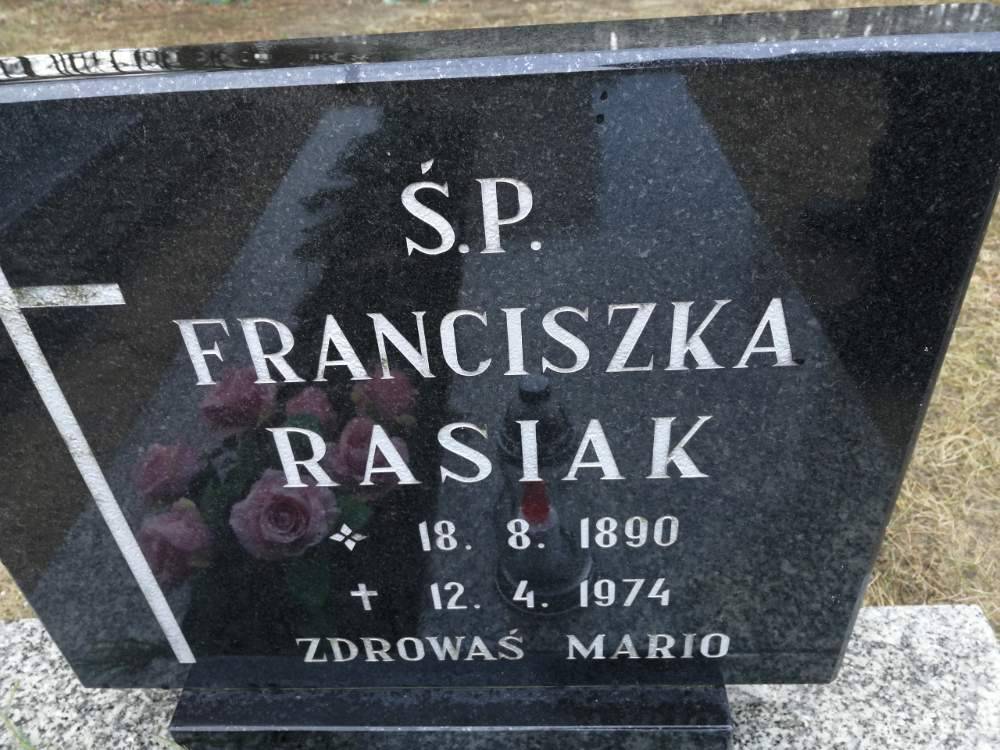 Ś.P.
FRANCISZKA
RASIAK
18. 8. 1890
✝ 12. 4. 1974
ZDROWAŚ MARIO